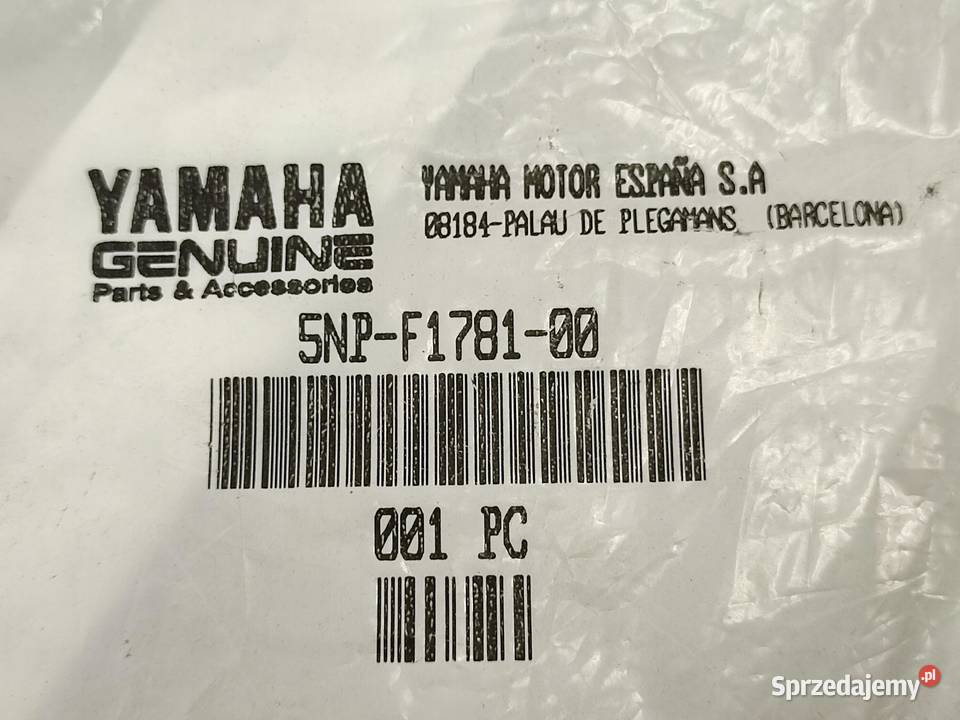 YAMAHA
GENUINE
Parts & Accessories
YAMAHA MOTOR ESPAÑA S.A
08184-PALAU DE PLEGAMANS (BARCELONA)
5NP-F1781-00
001 PC
Sprzedajemy.pl